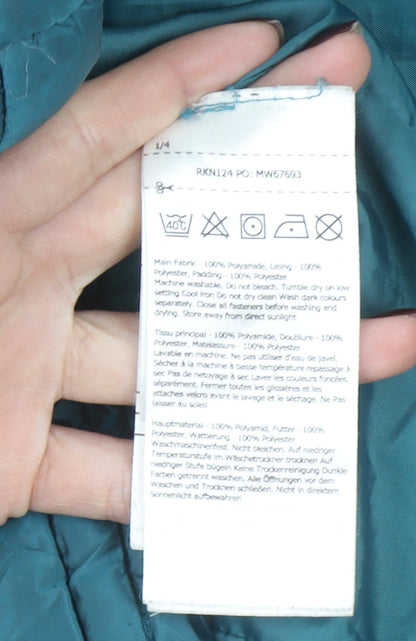 1/4
RKN124 PO: MW67693
40°C
Main Fabric - 100% Polyamide, Lining - 100%
Polyester, Padding - 100% Polyester
Machine washable. Do not bleach. Tumble dry on low
setting Cool Iron Do not dry clean Wash dark colours
separately. Close all fasteners before washing and
drying. Store away from direct sunlight
Tissu principal - 100% Polyamide, Doublure - 100%
Polyester, Matelassure - 100% Polyester
Lavable en machine. Ne pas utiliser d'eau de javel.
Sécher à la machine à basse température repassage à
sec. Pas de nettoyage à sec Laver les couleurs foncées
séparément. Fermer toutes les glissières et les
attaches velcro avant le lavage et le séchage. Ne Pas
laisser au soleil
Hauptmaterial - 100% Polyamid, Futter - 100%
Polyester, Wattierung - 100% Polyester
Waschmaschinenfest. Nicht bleichen. Auf niedriger
Temperaturstufe im Wäschetrockner trocknen Auf
niedriger Stufe bügeln Keine Trockenreinigung Dunkle
Farben getrennt waschen. Alle Öffnungen vor dem
Waschen und Trocknen schließen. Nicht in direktem
Sonnenlicht aufbewahren